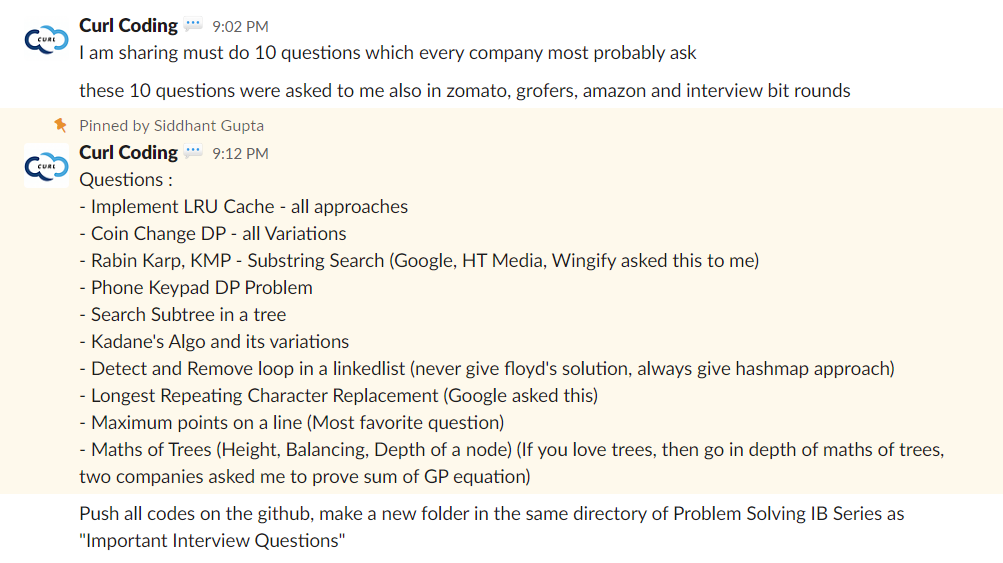 Curl Coding 9:02 PM
CURL
I am sharing must do 10 questions which every company most probably ask
these 10 questions were asked to me also in zomato, grofers, amazon and interview bit rounds
Pinned by Siddhant Gupta
Curl Coding 9:12 PM
CURL
Questions :
- Implement LRU Cache - all approaches
- Coin Change DP - all Variations
- Rabin Karp, KMP - Substring Search (Google, HT Media, Wingify asked this to me)
- Phone Keypad DP Problem
- Search Subtree in a tree
- Kadane's Algo and its variations
- Detect and Remove loop in a linkedlist (never give floyd's solution, always give hashmap approach)
- Longest Repeating Character Replacement (Google asked this)
- Maximum points on a line (Most favorite question)
- Maths of Trees (Height, Balancing, Depth of a node) (If you love trees, then go in depth of maths of trees,
two companies asked me to prove sum of GP equation)
Push all codes on the github, make a new folder in the same directory of Problem Solving IB Series as
"Important Interview Questions"